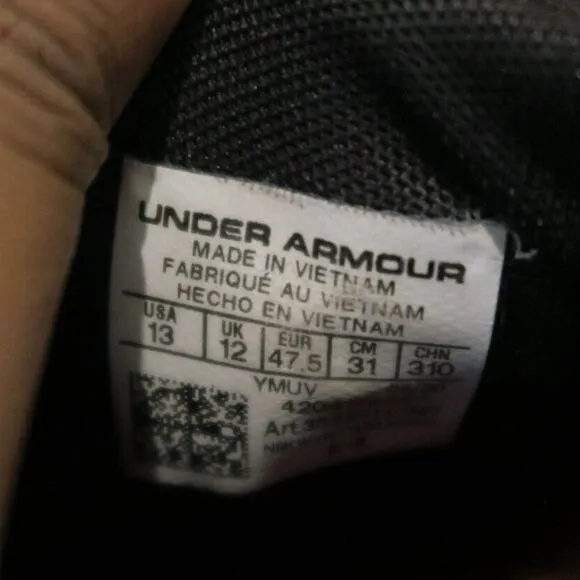 UNDER ARMOUR
MADE IN VIETNAM
FABRIQUÉ AU VIETNAM
HECHO EN VIETNAM
USA UK EUR CM CHN
13 12 47.5 31 310
YMUV